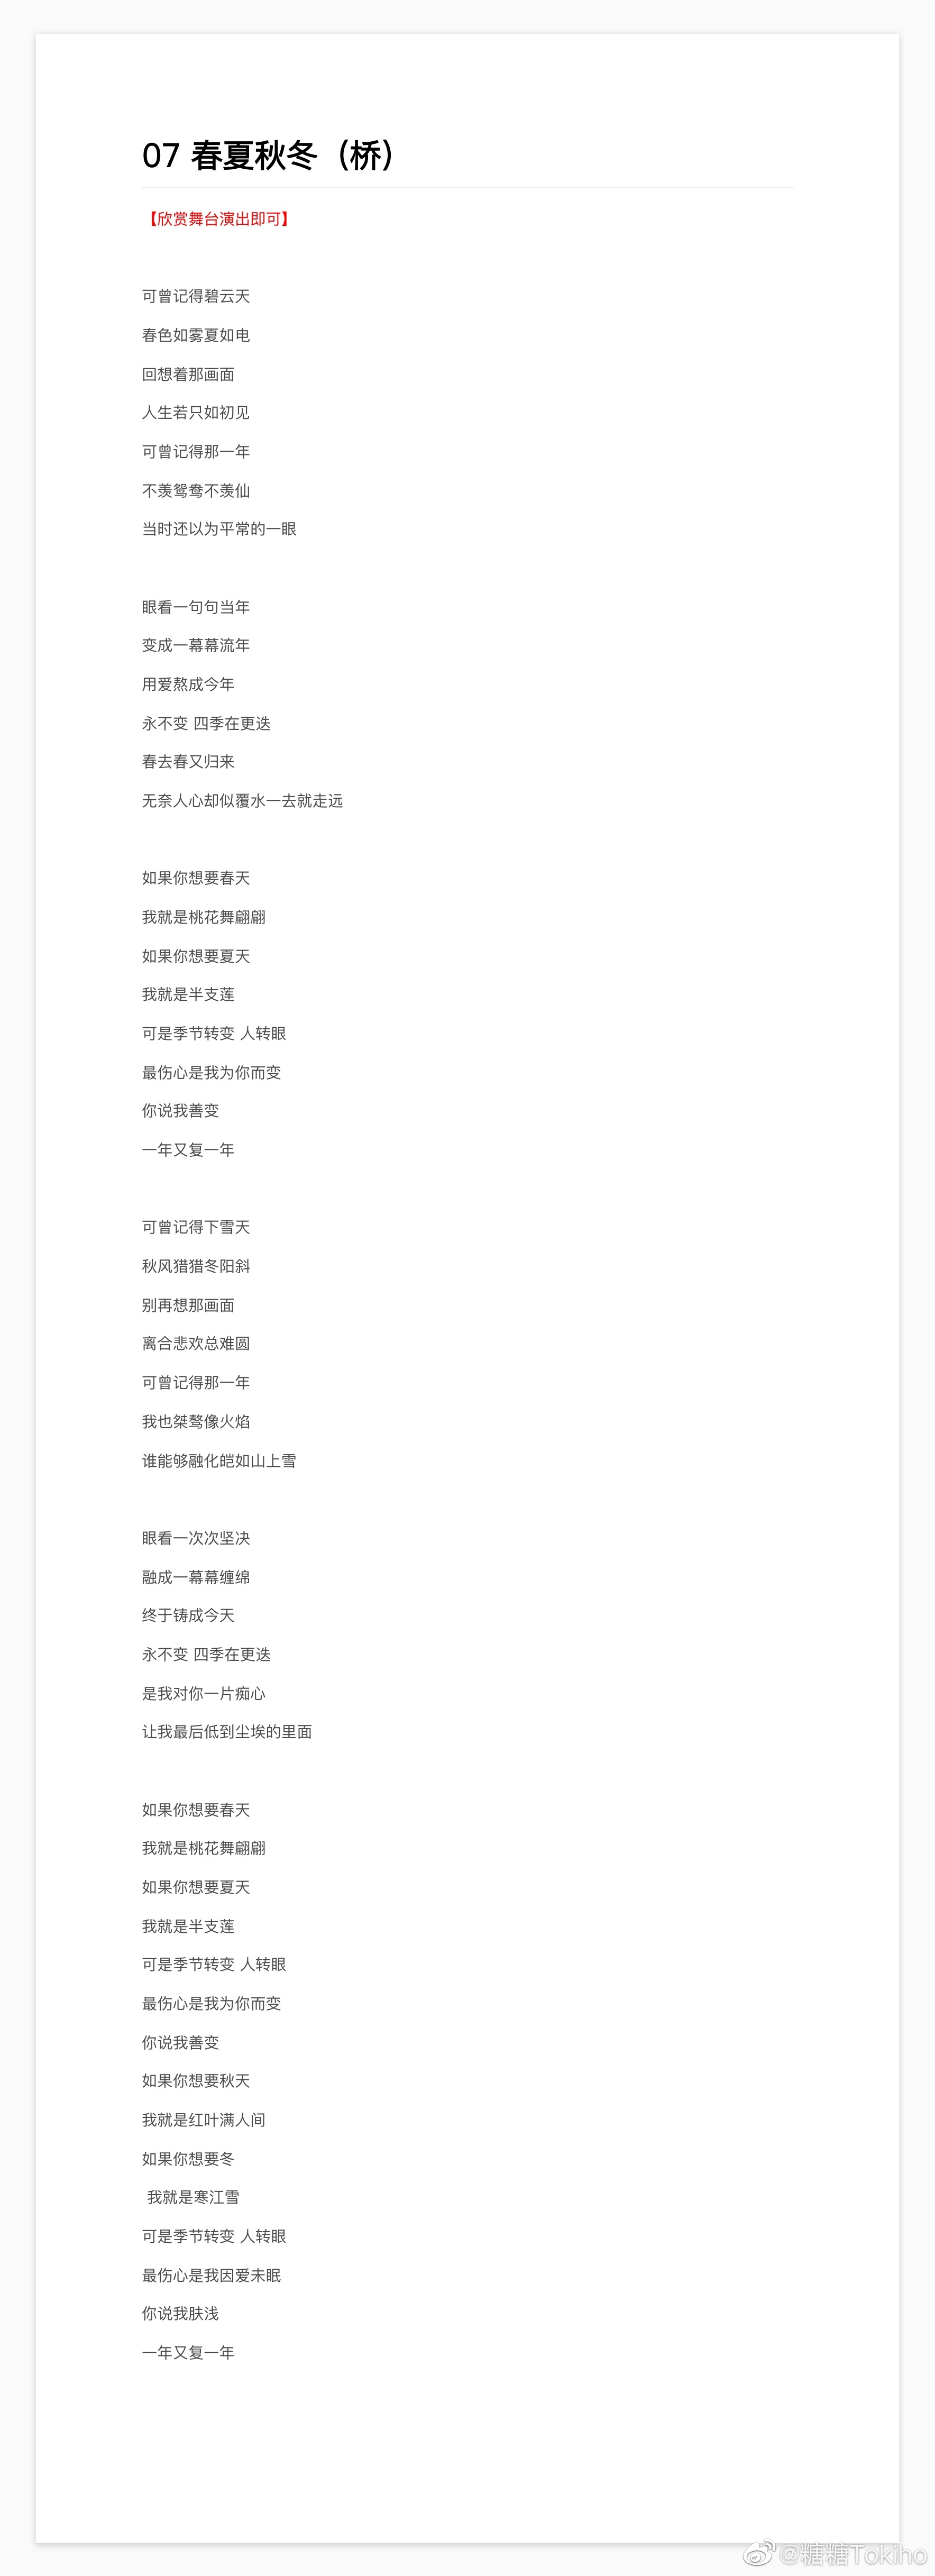 07 春夏秋冬（桥）
【欣赏舞台演出即可】
可曾记得碧云天
春色如雾夏如电
回想着那画面
人生若只如初见
可曾记得那一年
不羡鸳鸯不羡仙
当时还以为平常的一眼
眼看一句句当年
变成一幕幕流年
用爱熬成今年
永不变 四季在更迭
春去春又归来
无奈人心却似覆水一去就走远
如果你想要春天
我就是桃花舞翩翩
如果你想要夏天
我就是半支莲
可是季节转变 人转眼
最伤心是我为你而变
你说我善变
一年又复一年
可曾记得下雪天
秋风猎猎冬阳斜
别再想那画面
离合悲欢总难圆
可曾记得那一年
我也桀骜像火焰
谁能够融化皑如山上雪
眼看一次次坚决
融成一幕幕缠绵
终于铸成今天
永不变 四季在更迭
是我对你一片痴心
让我最后低到尘埃的里面
如果你想要春天
我就是桃花舞翩翩
如果你想要夏天
我就是半支莲
可是季节转变 人转眼
最伤心是我为你而变
你说我善变
如果你想要秋天
我就是红叶满人间
如果你想要冬
我就是寒江雪
可是季节转变 人转眼
最伤心是我因爱未眠
你说我肤浅
一年又复一年
@糖糖Tokiho